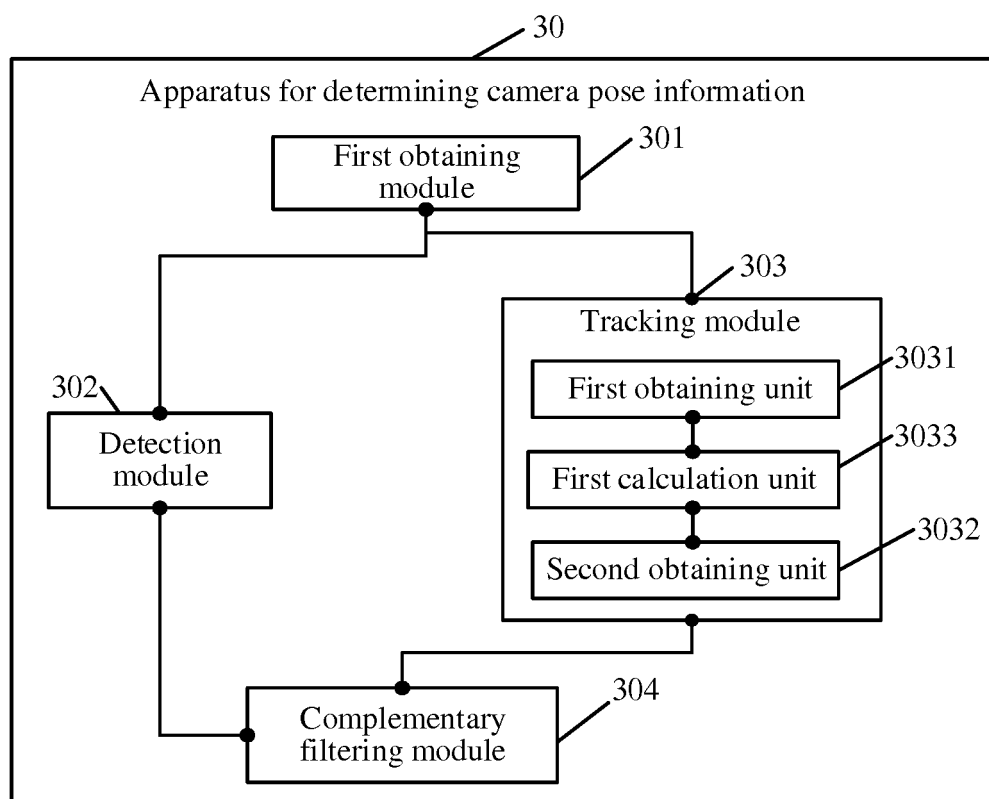 30
Apparatus for determining camera pose information
301
First obtaining
module
303
Tracking module
3031
First obtaining unit
302
Detection
module
3033
First calculation unit
3032
Second obtaining unit
304
Complementary
filtering module